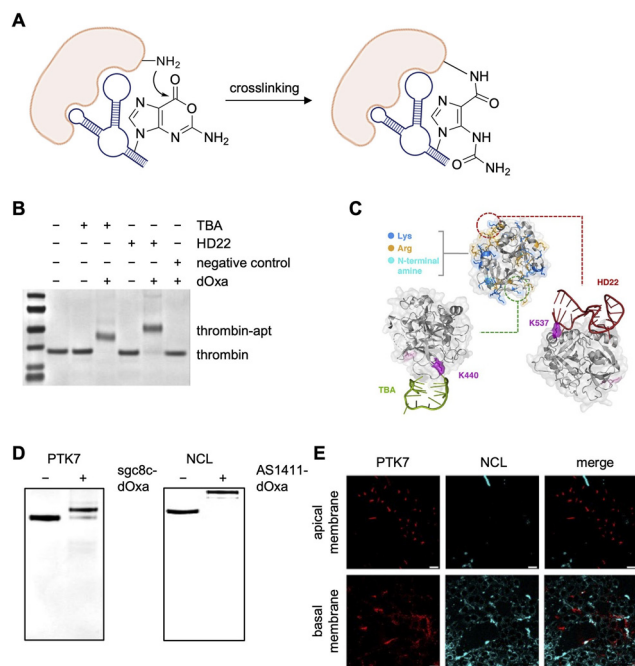 A
NH₂
O
N
N
O
N
NH₂
crosslinking
NH
O
N
N
NH
O
NH₂
B
– + + – – – TBA
– – – + + – HD22
– – – – – + negative control
– – + – + + dOxa
thrombin-apt
thrombin
C
Lys
Arg
N-terminal
amine
HD22
K537
K440
TBA
D
PTK7
– +
sgc8c-
dOxa
NCL
– +
AS1411-
dOxa
E
PTK7 NCL merge
apical
membrane
basal
membrane